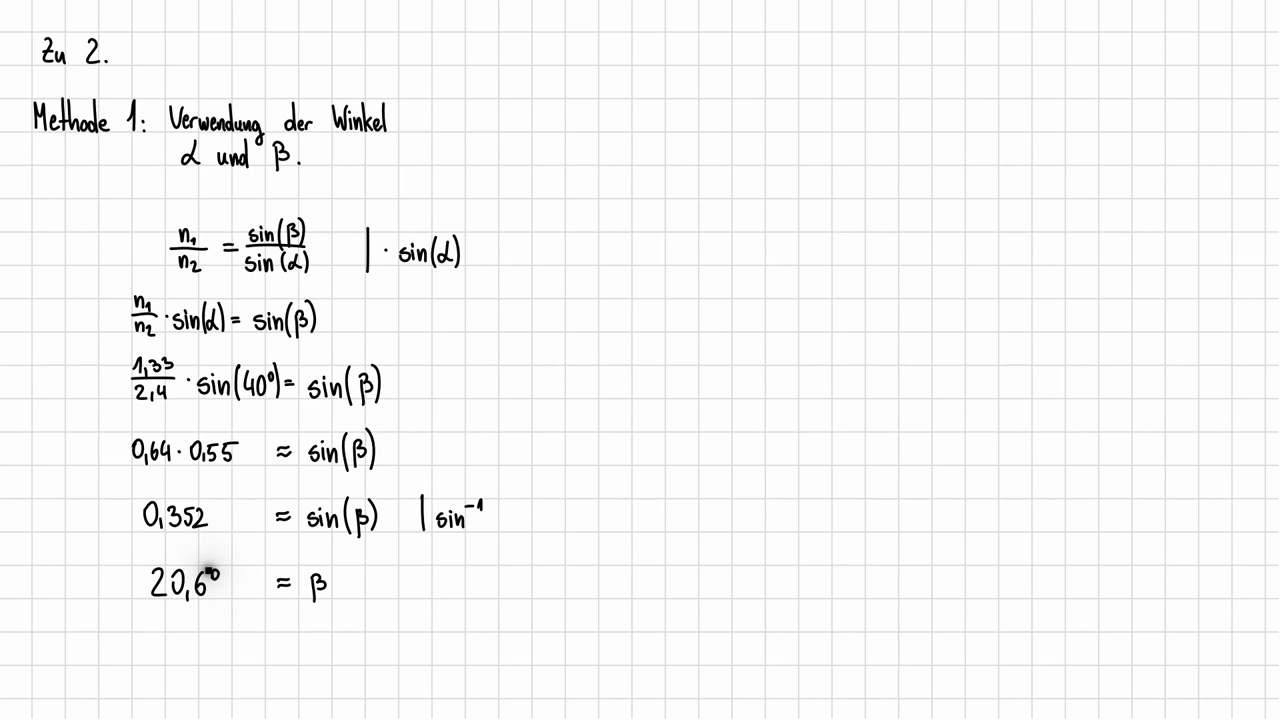 Zu 2.
Methode 1: Verwendung der Winkel
α und β.
n₁/n₂ = sin(β)/sin(α) | · sin(α)
n₁/n₂ · sin(α) = sin(β)
1,33/2,4 · sin(40°) = sin(β)
0,64 · 0,55 ≈ sin(β)
0,352 ≈ sin(β) | sin⁻¹
20,6° ≈ β